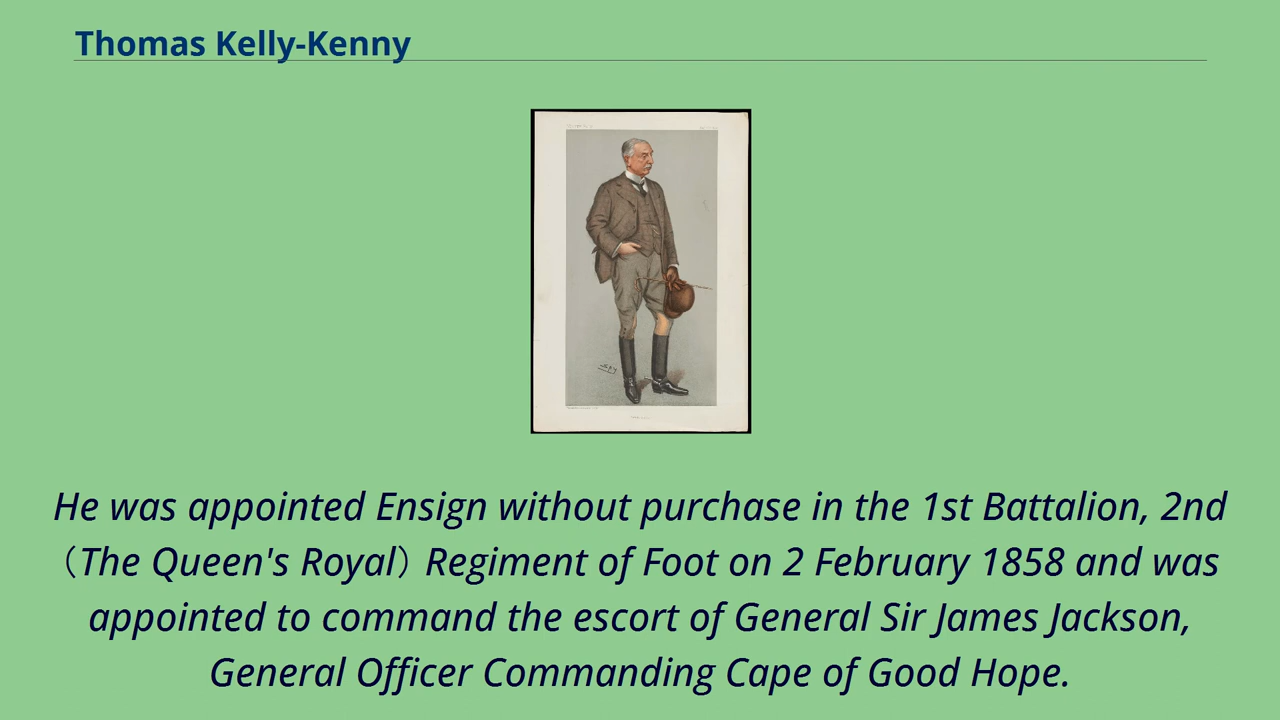 Thomas Kelly-Kenny
He was appointed Ensign without purchase in the 1st Battalion, 2nd
（The Queen's Royal） Regiment of Foot on 2 February 1858 and was
appointed to command the escort of General Sir James Jackson,
General Officer Commanding Cape of Good Hope.